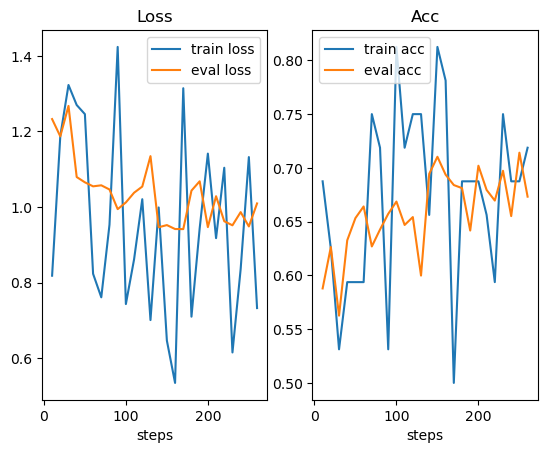 Loss
train loss
eval loss
1.4
1.2
1.0
0.8
0.6
0
100
200
steps
Acc
train acc
eval acc
0.80
0.75
0.70
0.65
0.60
0.55
0.50
0
100
200
steps